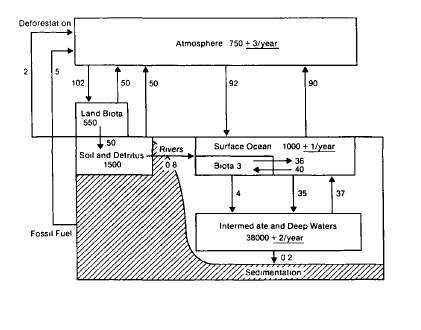 Deforestation
Atmosphere 750 + 3/year
2
5
102
50
50
92
90
Land Biota
550
50
Soil and Detritus
1500
Rivers
0 8
Surface Ocean 1000 + 1/year
36
Biota 3
40
4
35
37
Fossil Fuel
Intermed ate and Deep Waters
38000 + 2/year
0 2
Sedimentation